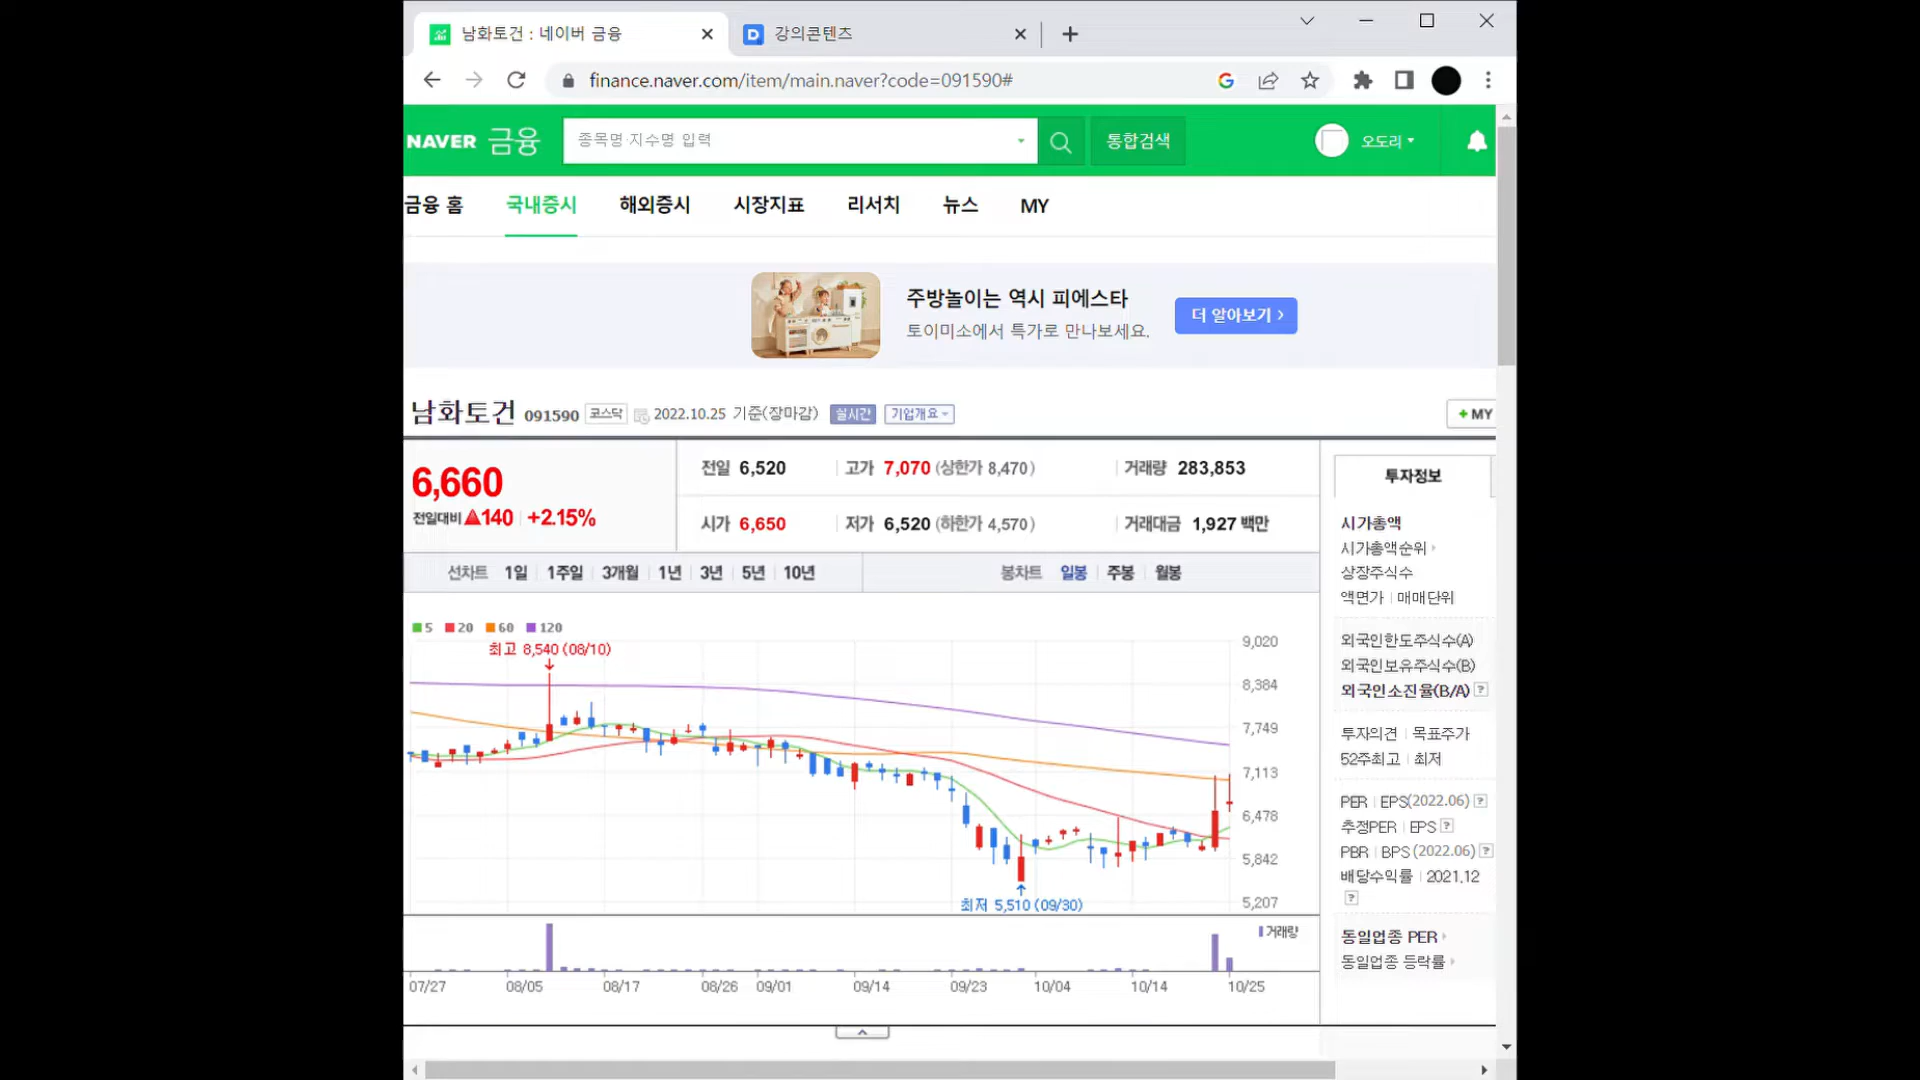 남화토건 : 네이버 금융
강의콘텐츠
finance.naver.com/item/main.naver?code=091590#
NAVER 금융
종목명·지수명 입력
통합검색
오도리
금융 홈 국내증시 해외증시 시장지표 리서치 뉴스 MY
주방놀이는 역시 피에스타
토이미소에서 특가로 만나보세요.
더 알아보기 ›
남화토건 091590 코스닥 2022.10.25 기준(장마감) 실시간 기업개요
+ MY
6,660
전일대비 ▲140 +2.15%
전일 6,520 고가 7,070 (상한가 8,470) 거래량 283,853
시가 6,650 저가 6,520 (하한가 4,570) 거래대금 1,927 백만
선차트 1일 1주일 3개월 1년 3년 5년 10년 봉차트 일봉 주봉 월봉
5 20 60 120
최고 8,540 (08/10)
9,020
8,384
7,749
7,113
6,478
5,842
5,207
최저 5,510 (09/30)
거래량
07/27 08/05 08/17 08/26 09/01 09/14 09/23 10/04 10/14 10/25
투자정보
시가총액
시가총액순위
상장주식수
액면가 | 매매단위
외국인한도주식수(A)
외국인보유주식수(B)
외국인소진율(B/A) ?
투자의견 | 목표주가
52주최고 | 최저
PER | EPS(2022.06) ?
추정PER | EPS ?
PBR | BPS (2022.06) ?
배당수익률 | 2021.12
?
동일업종 PER
동일업종 등락률